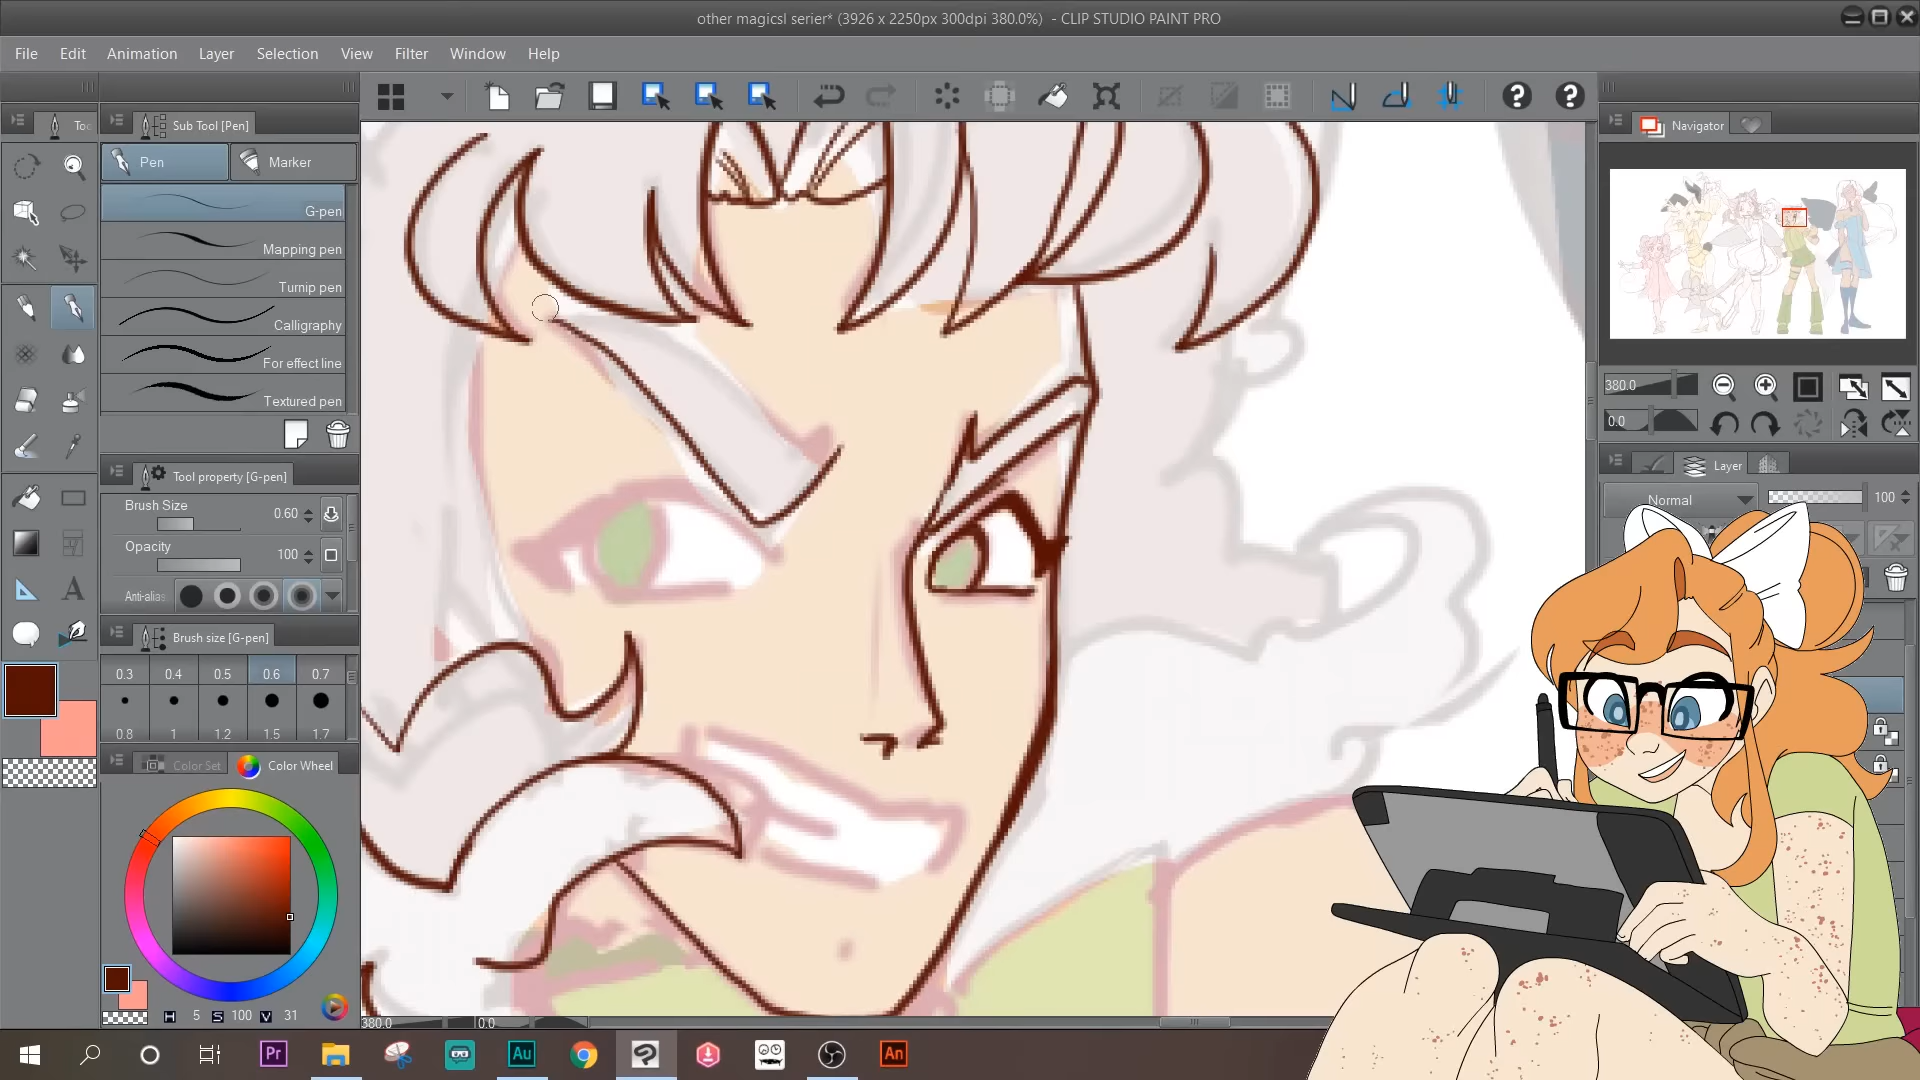 other magicsl serier* (3926 x 2250px 300dpi 380.0%) - CLIP STUDIO PAINT PRO
File Edit Animation Layer Selection View Filter Window Help
Too
Sub Tool [Pen]
Navigator
Pen
Marker
G-pen
Mapping pen
Turnip pen
Calligraphy
For effect line
Textured pen
380.0
0.0
Layer
Normal
100
Tool property [G-pen]
Brush Size
0.60
Opacity
100
Anti-alias
Brush size [G-pen]
0.3 0.4 0.5 0.6 0.7
0.8 1 1.2 1.5 1.7
Color Set
Color Wheel
H 5 S 100 V 31
380.0
0.0
Pr
Au
An